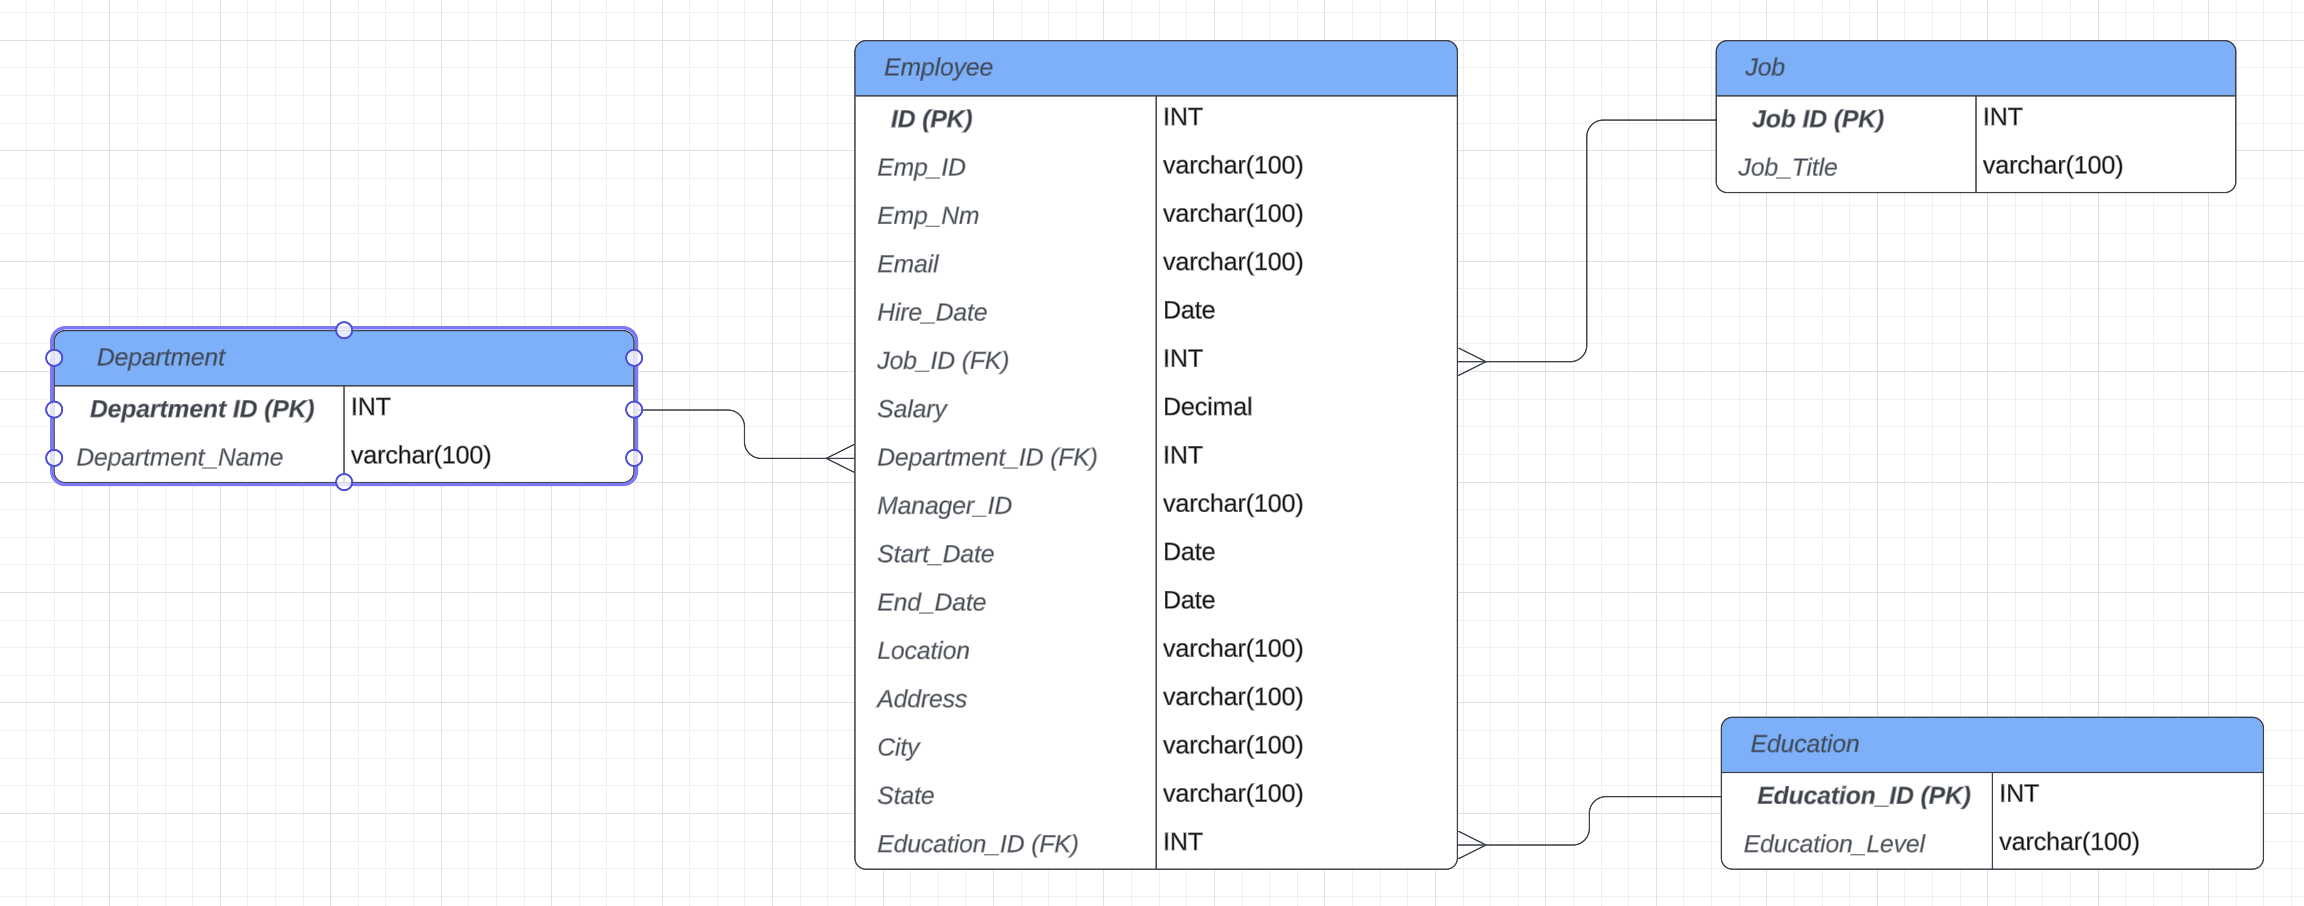 Department
Department ID (PK) INT
Department_Name varchar(100)
Employee
ID (PK) INT
Emp_ID varchar(100)
Emp_Nm varchar(100)
Email varchar(100)
Hire_Date Date
Job_ID (FK) INT
Salary Decimal
Department_ID (FK) INT
Manager_ID varchar(100)
Start_Date Date
End_Date Date
Location varchar(100)
Address varchar(100)
City varchar(100)
State varchar(100)
Education_ID (FK) INT
Job
Job ID (PK) INT
Job_Title varchar(100)
Education
Education_ID (PK) INT
Education_Level varchar(100)